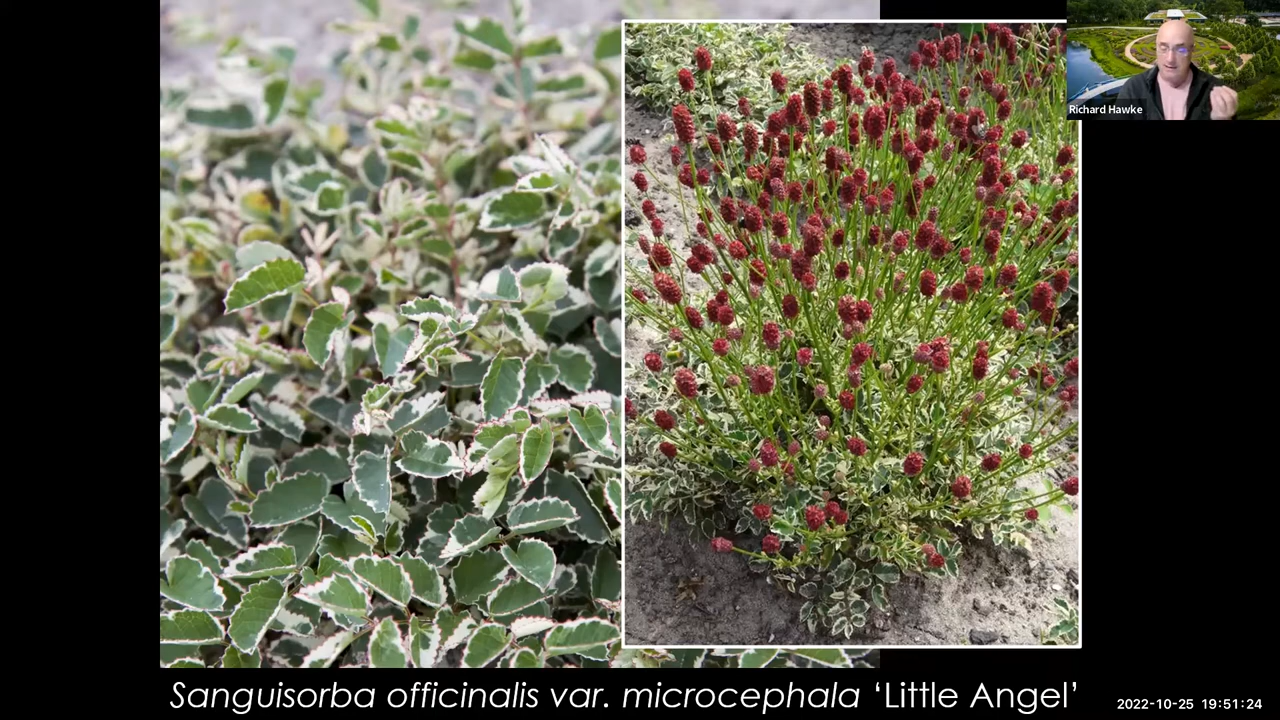 Richard Hawke
Sanguisorba officinalis var. microcephala ‘Little Angel’
2022-10-25 19:51:24